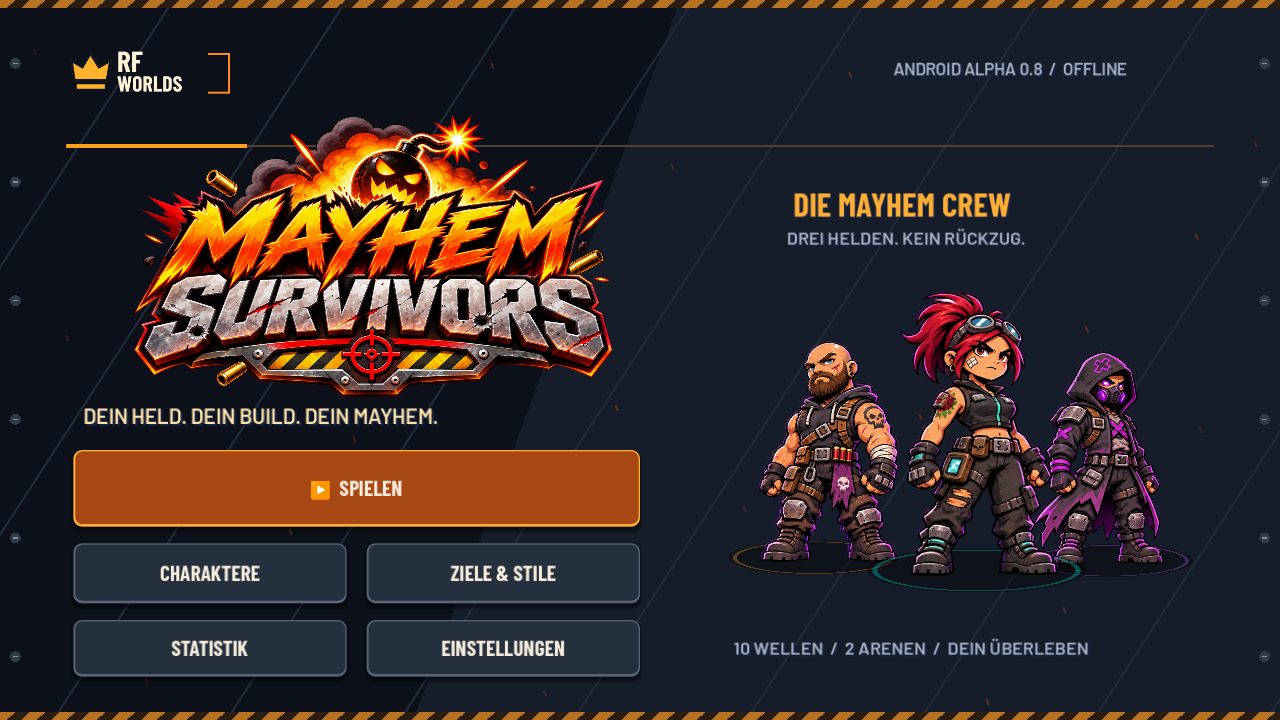 RF
WORLDS
ANDROID ALPHA 0.8 / OFFLINE
MAYHEM
SURVIVORS
DEIN HELD. DEIN BUILD. DEIN MAYHEM.
SPIELEN
CHARAKTERE
ZIELE & STILE
STATISTIK
EINSTELLUNGEN
DIE MAYHEM CREW
DREI HELDEN. KEIN RÜCKZUG.
10 WELLEN / 2 ARENEN / DEIN ÜBERLEBEN